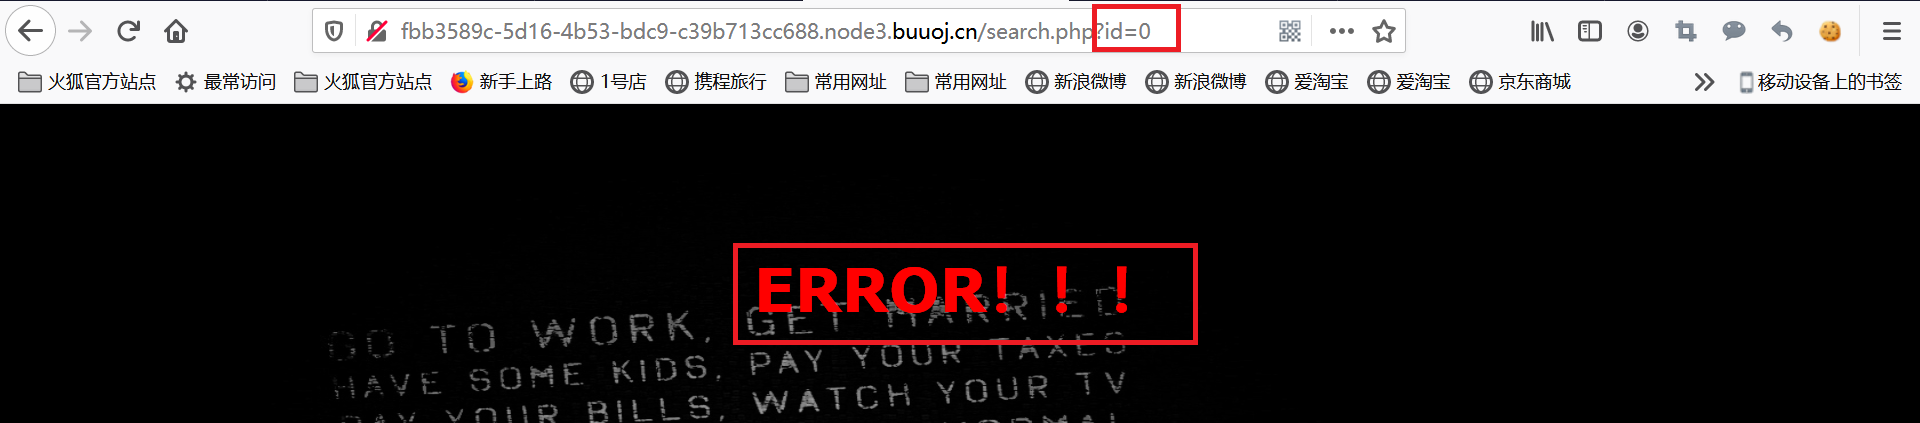 fbb3589c-5d16-4b53-bdc9-c39b713cc688.node3.buuoj.cn/search.php?id=0
火狐官方站点 最常访问 火狐官方站点 新手上路 1号店 携程旅行 常用网址 常用网址 新浪微博 新浪微博 爱淘宝 爱淘宝 京东商城 移动设备上的书签
ERROR！！！
GO TO WORK, GET MARRIED
HAVE SOME KIDS, PAY YOUR TAXES
PAY YOUR BILLS, WATCH YOUR TV